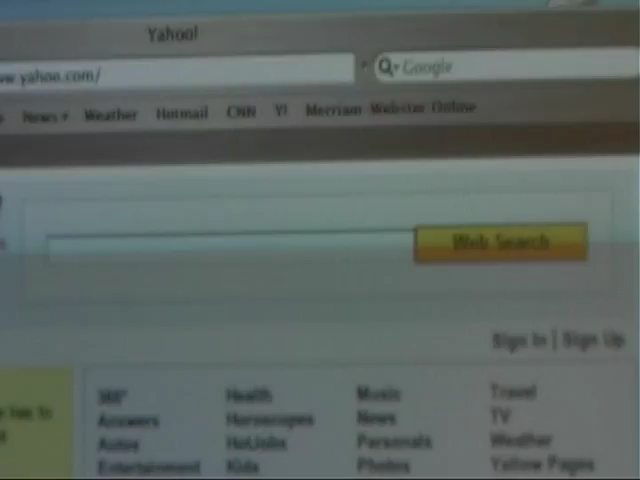 Yahoo!
ww.yahoo.com/ Google
News Weather Hotmail CNN Y! Merriam Webster Online
Web Search
Sign In | Sign Up
360° Health Music Travel
Answers Horoscopes News TV
Autos HotJobs Personals Weather
Entertainment Kids Photos Yellow Pages